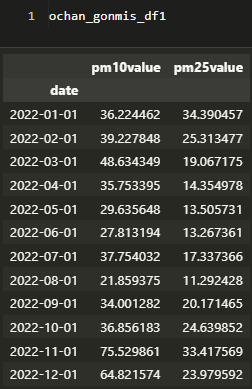 1 ochan_gonmis_df1
pm10value pm25value
date
2022-01-01 36.224462 34.390457
2022-02-01 39.227848 25.313477
2022-03-01 48.634349 19.067175
2022-04-01 35.753395 14.354978
2022-05-01 29.635648 13.505731
2022-06-01 27.813194 13.267361
2022-07-01 37.754032 17.337366
2022-08-01 21.859375 11.292428
2022-09-01 34.001282 20.171465
2022-10-01 36.856183 24.639852
2022-11-01 75.529861 33.417569
2022-12-01 64.821574 23.979592